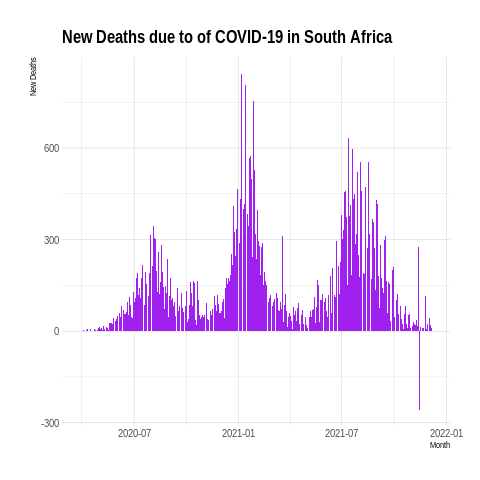 New Deaths due to of COVID-19 in South Africa
New Deaths
600
300
0
-300
2020-07
2021-01
2021-07
2022-01
Month